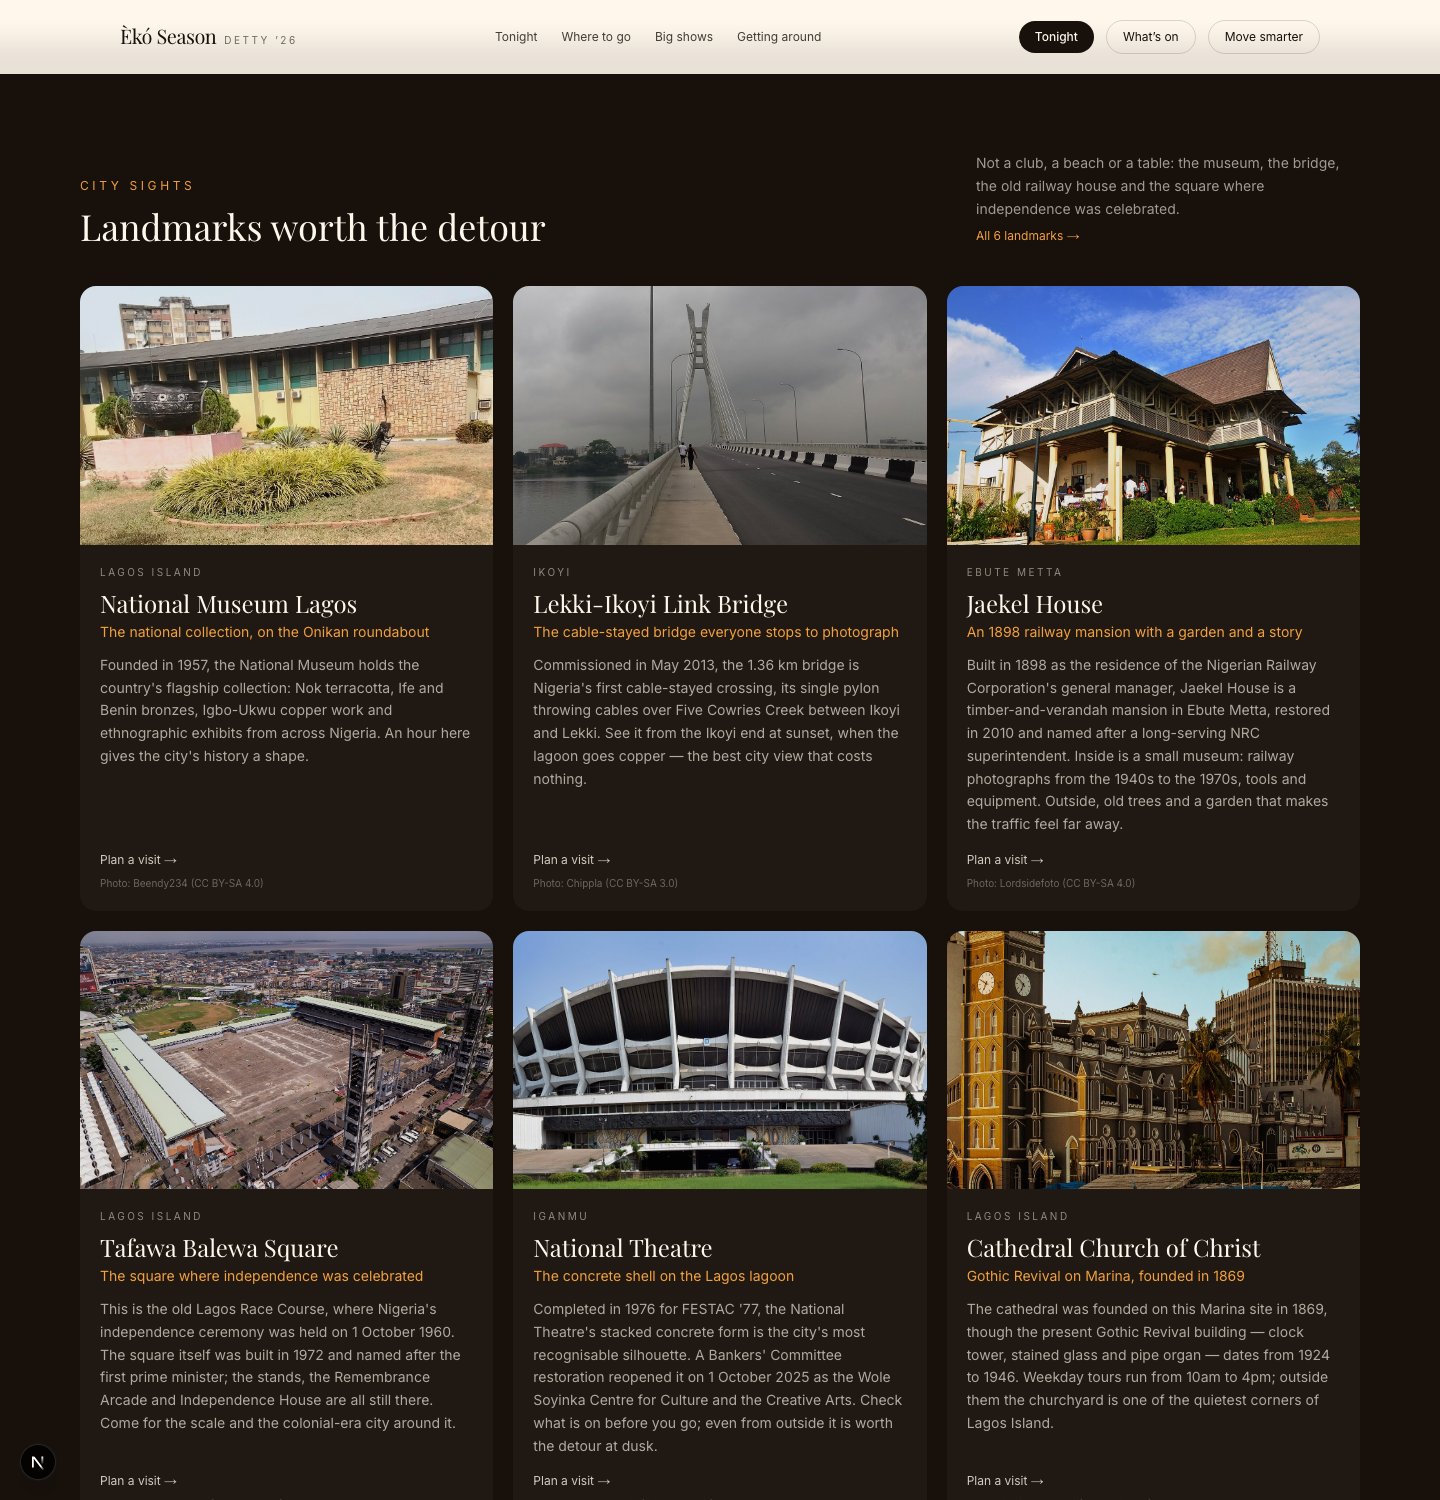 Èkó Season DETTY ‘26
Tonight
Where to go
Big shows
Getting around
Tonight
What’s on
Move smarter
CITY SIGHTS
Landmarks worth the detour
Not a club, a beach or a table: the museum, the bridge,
the old railway house and the square where
independence was celebrated.
All 6 landmarks →
LAGOS ISLAND
National Museum Lagos
The national collection, on the Onikan roundabout
Founded in 1957, the National Museum holds the
country's flagship collection: Nok terracotta, Ife and
Benin bronzes, Igbo-Ukwu copper work and
ethnographic exhibits from across Nigeria. An hour here
gives the city's history a shape.
Plan a visit →
Photo: Beendy234 (CC BY-SA 4.0)
IKOYI
Lekki-Ikoyi Link Bridge
The cable-stayed bridge everyone stops to photograph
Commissioned in May 2013, the 1.36 km bridge is
Nigeria's first cable-stayed crossing, its single pylon
throwing cables over Five Cowries Creek between Ikoyi
and Lekki. See it from the Ikoyi end at sunset, when the
lagoon goes copper — the best city view that costs
nothing.
Plan a visit →
Photo: Chippla (CC BY-SA 3.0)
EBUTE METTA
Jaekel House
An 1898 railway mansion with a garden and a story
Built in 1898 as the residence of the Nigerian Railway
Corporation's general manager, Jaekel House is a
timber-and-verandah mansion in Ebute Metta, restored
in 2010 and named after a long-serving NRC
superintendent. Inside is a small museum: railway
photographs from the 1940s to the 1970s, tools and
equipment. Outside, old trees and a garden that makes
the traffic feel far away.
Plan a visit →
Photo: Lordsidefoto (CC BY-SA 4.0)
LAGOS ISLAND
Tafawa Balewa Square
The square where independence was celebrated
This is the old Lagos Race Course, where Nigeria's
independence ceremony was held on 1 October 1960.
The square itself was built in 1972 and named after the
first prime minister; the stands, the Remembrance
Arcade and Independence House are all still there.
Come for the scale and the colonial-era city around it.
Plan a visit →
IGANMU
National Theatre
The concrete shell on the Lagos lagoon
Completed in 1976 for FESTAC '77, the National
Theatre's stacked concrete form is the city's most
recognisable silhouette. A Bankers' Committee
restoration reopened it on 1 October 2025 as the Wole
Soyinka Centre for Culture and the Creative Arts. Check
what is on before you go; even from outside it is worth
the detour at dusk.
Plan a visit →
LAGOS ISLAND
Cathedral Church of Christ
Gothic Revival on Marina, founded in 1869
The cathedral was founded on this Marina site in 1869,
though the present Gothic Revival building — clock
tower, stained glass and pipe organ — dates from 1924
to 1946. Weekday tours run from 10am to 4pm; outside
them the churchyard is one of the quietest corners of
Lagos Island.
Plan a visit →
N